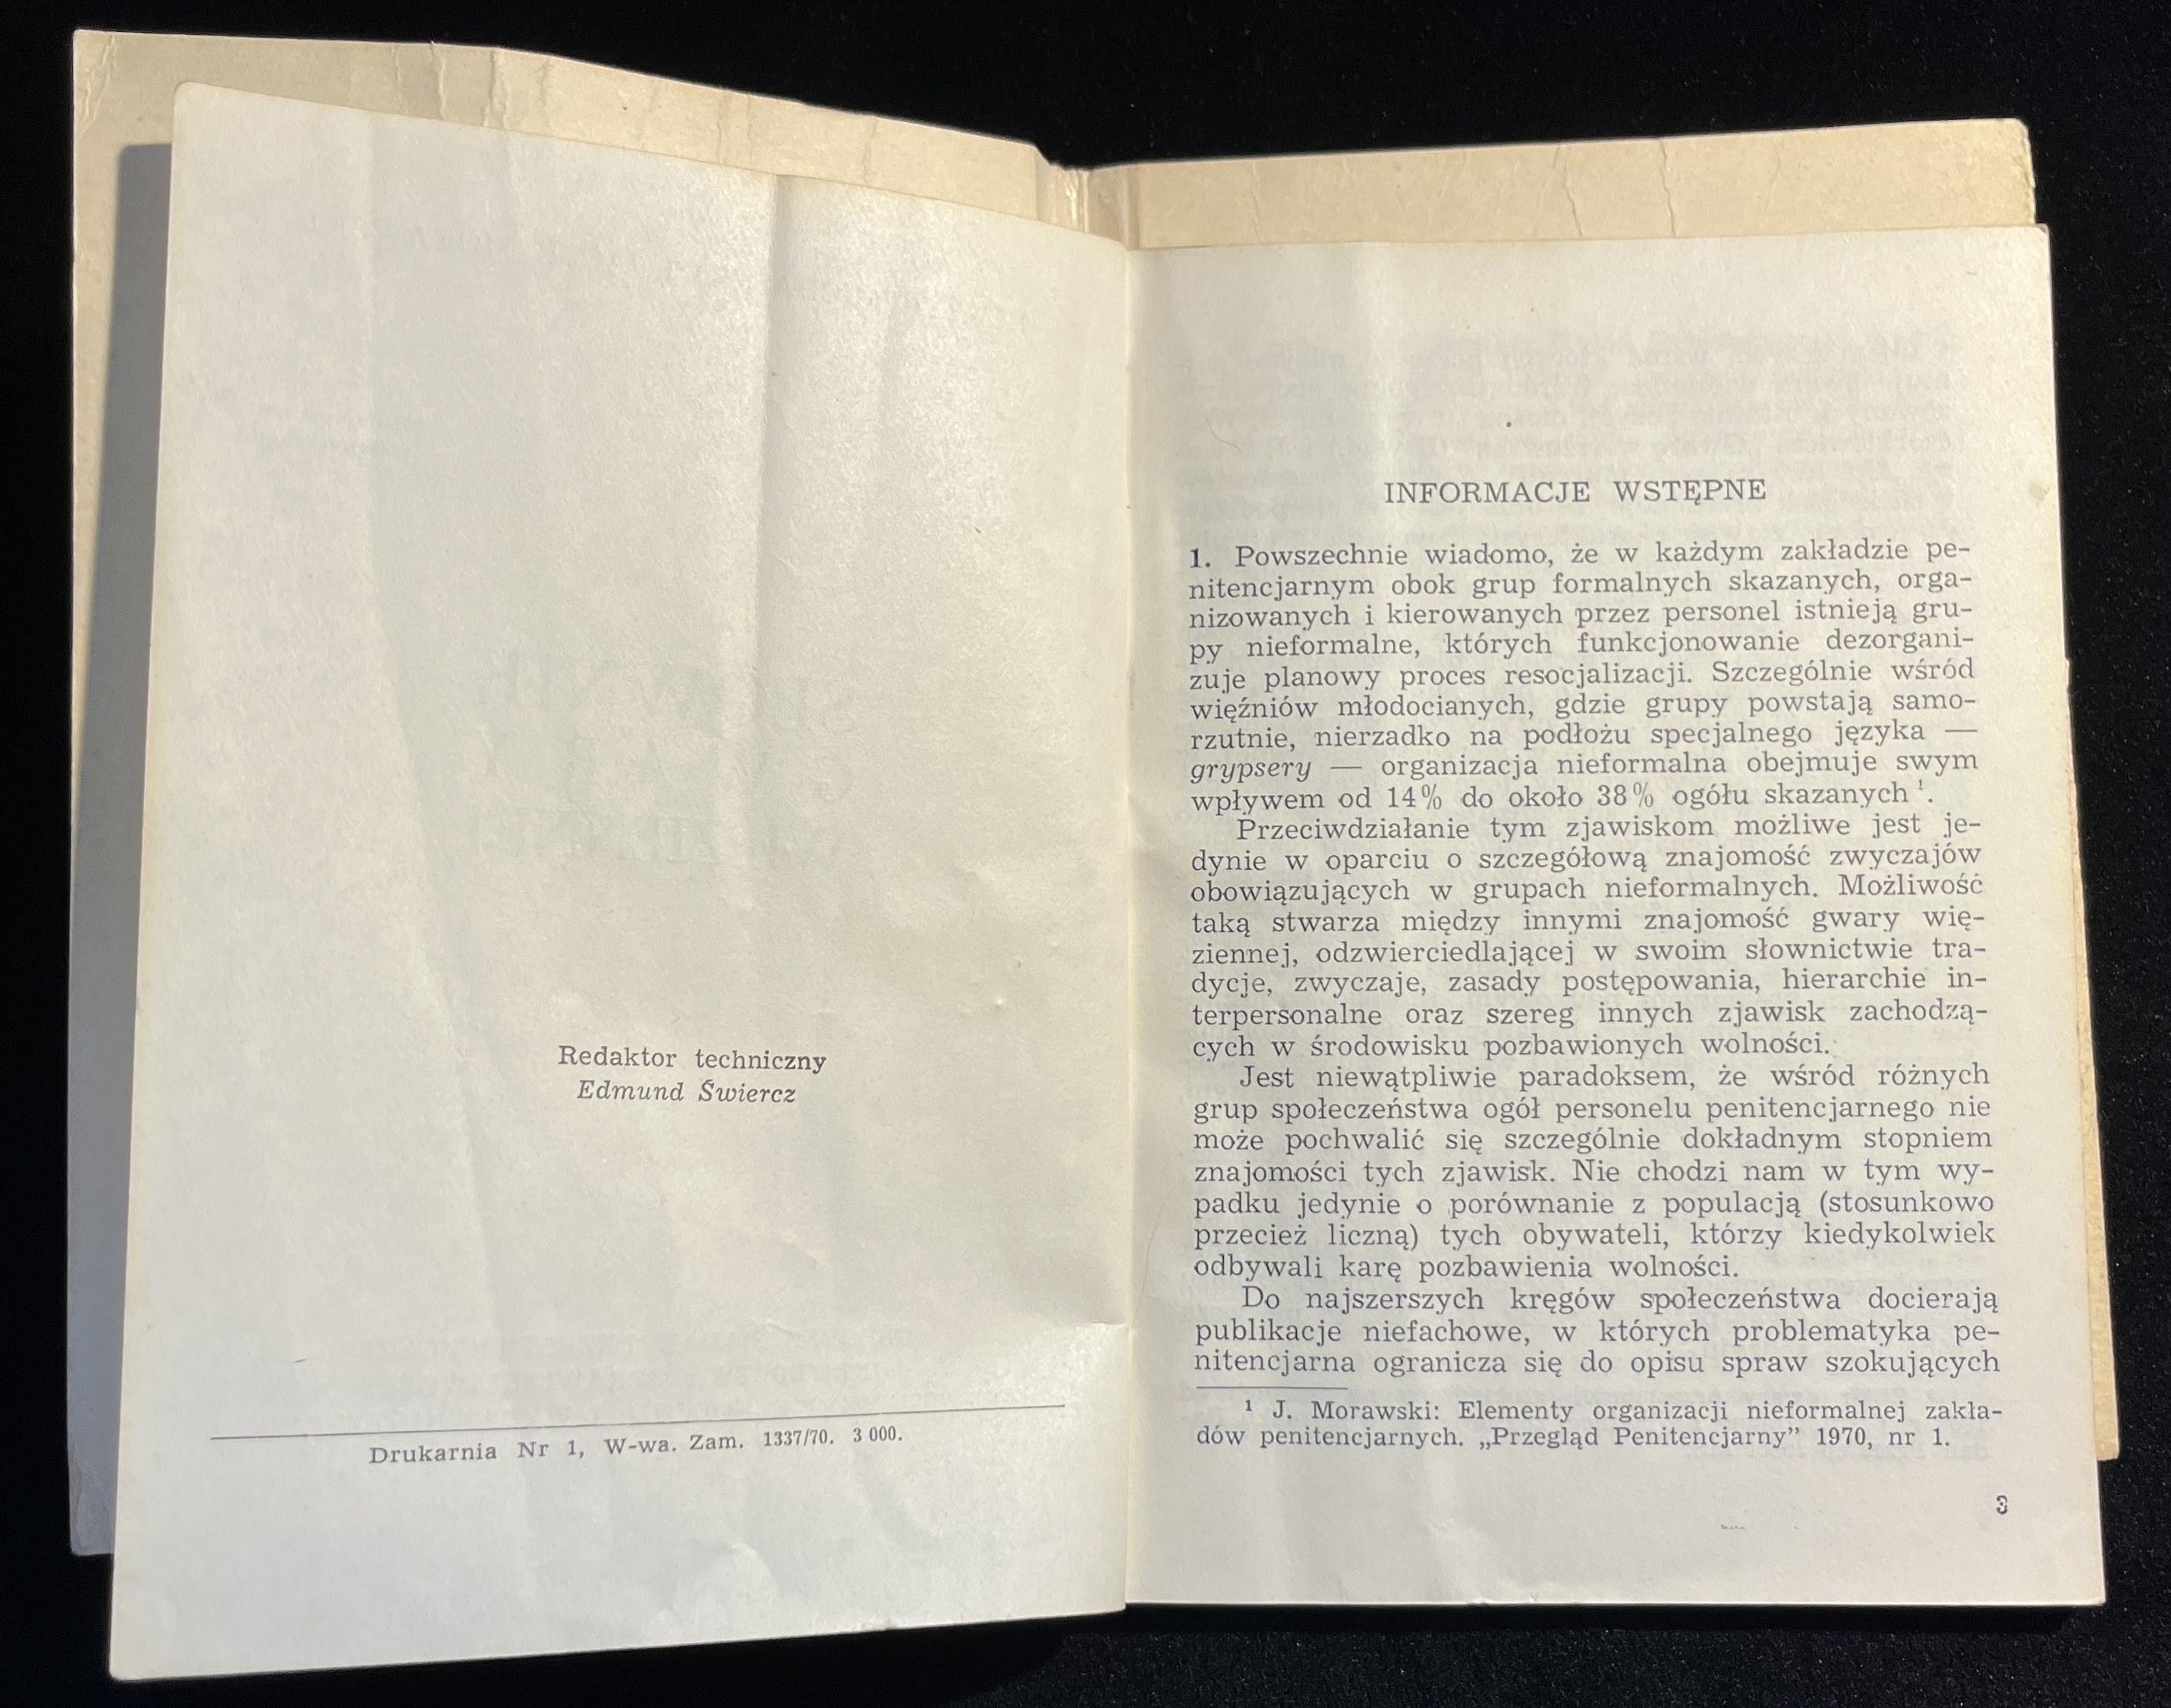 Redaktor techniczny
Edmund Świercz
Drukarnia Nr 1, W-wa. Zam. 1337/70. 3 000.
INFORMACJE WSTĘPNE
1. Powszechnie wiadomo, że w każdym zakładzie pe-
nitencjarnym obok grup formalnych skazanych, orga-
nizowanych i kierowanych przez personel istnieją gru-
py nieformalne, których funkcjonowanie dezorgani-
zuje planowy proces resocjalizacji. Szczególnie wśród
więźniów młodocianych, gdzie grupy powstają samo-
rzutnie, nierzadko na podłożu specjalnego języka —
grypsery — organizacja nieformalna obejmuje swym
wpływem od 14% do około 38% ogółu skazanych ¹.
Przeciwdziałanie tym zjawiskom możliwe jest je-
dynie w oparciu o szczegółową znajomość zwyczajów
obowiązujących w grupach nieformalnych. Możliwość
taką stwarza między innymi znajomość gwary wię-
ziennej, odzwierciedlającej w swoim słownictwie tra-
dycje, zwyczaje, zasady postępowania, hierarchie in-
terpersonalne oraz szereg innych zjawisk zachodzą-
cych w środowisku pozbawionych wolności.
Jest niewątpliwie paradoksem, że wśród różnych
grup społeczeństwa ogół personelu penitencjarnego nie
może pochwalić się szczególnie dokładnym stopniem
znajomości tych zjawisk. Nie chodzi nam w tym wy-
padku jedynie o porównanie z populacją (stosunkowo
przecież liczną) tych obywateli, którzy kiedykolwiek
odbywali karę pozbawienia wolności.
Do najszerszych kręgów społeczeństwa docierają
publikacje niefachowe, w których problematyka pe-
nitencjarna ogranicza się do opisu spraw szokujących
¹ J. Morawski: Elementy organizacji nieformalnej zakła-
dów penitencjarnych. „Przegląd Penitencjarny” 1970, nr 1.
3